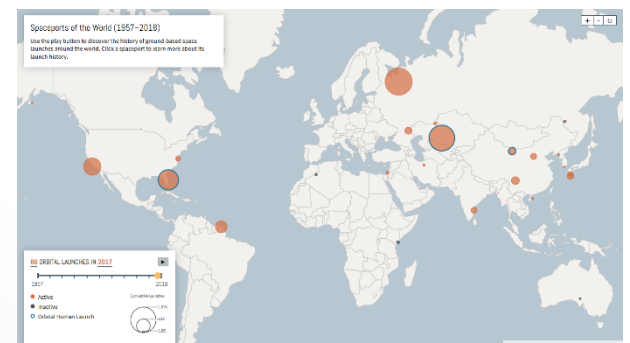 Spaceports of the World (1957–2018)
Use the play button to discover the history of ground-based space
launches around the world. Click a spaceport to learn more about its
launch history.
+ -
ORBITAL LAUNCHES IN 2017
1957 2018
Active
Inactive
Orbital Human Launch
Cumulative Launches